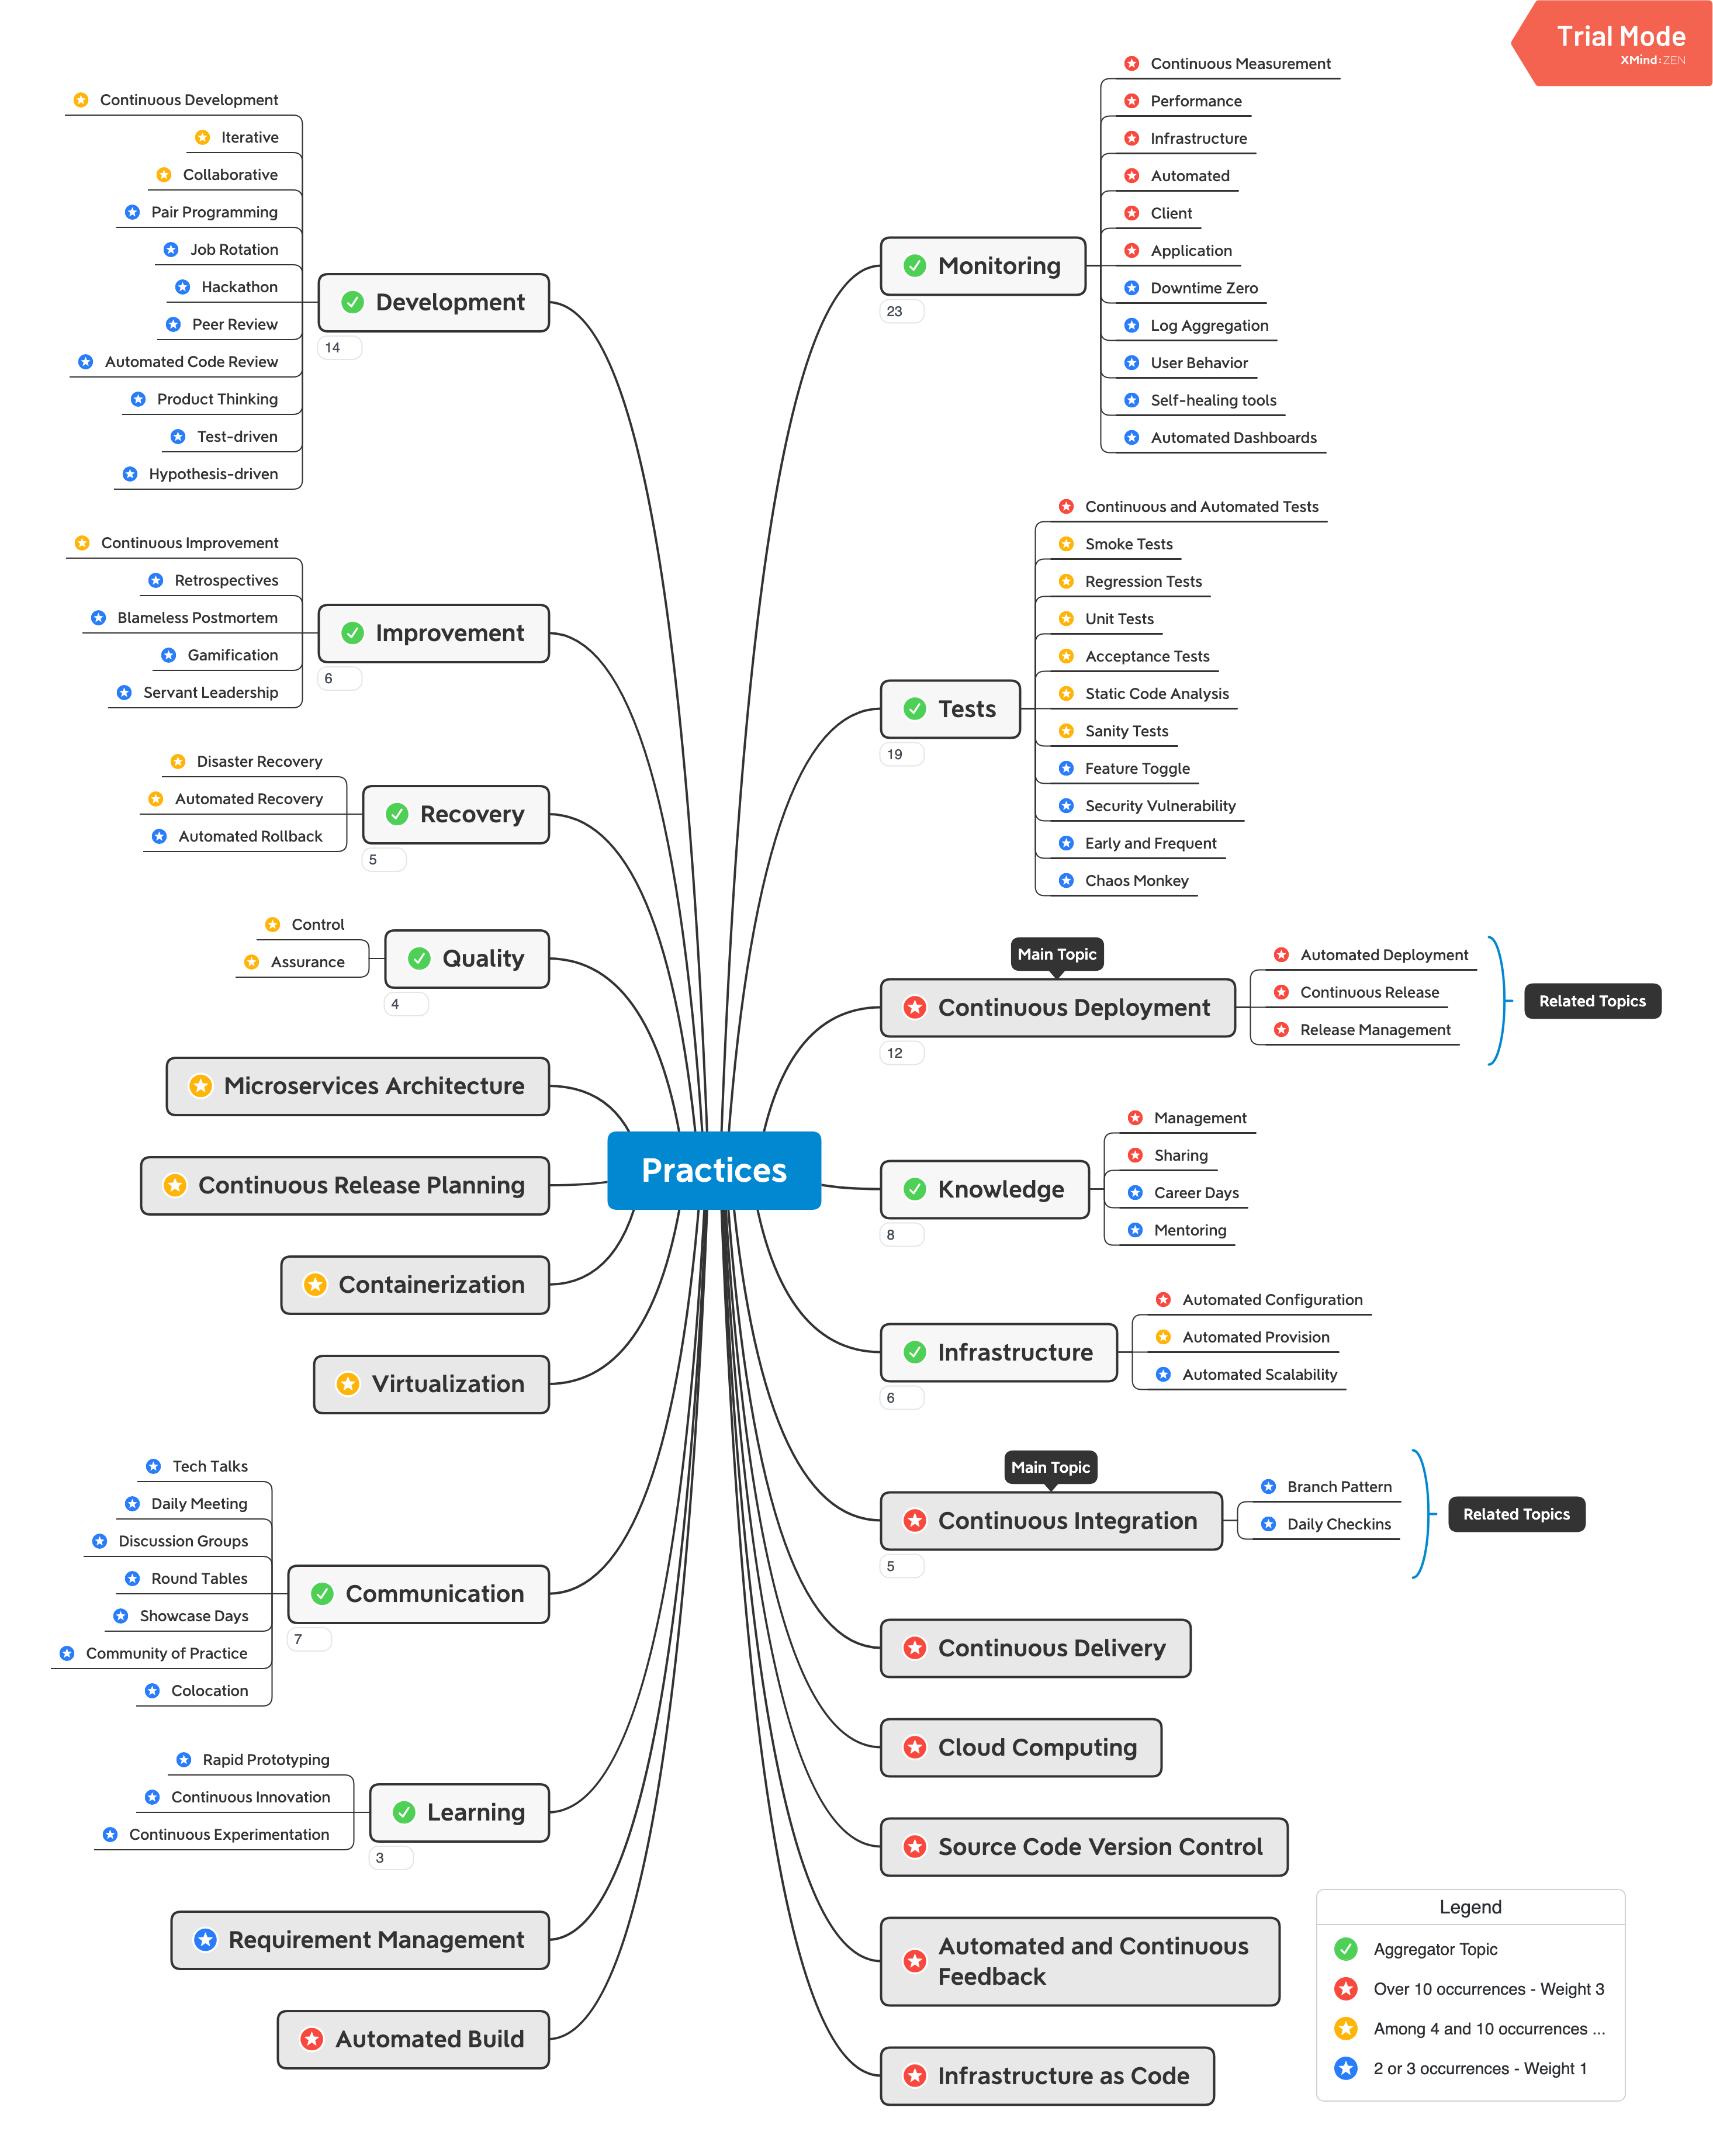 Trial Mode
XMind:ZEN
Continuous Development
Iterative
Collaborative
Pair Programming
Job Rotation
Hackathon
Peer Review
Automated Code Review
Product Thinking
Test-driven
Hypothesis-driven
Development
14
Continuous Improvement
Retrospectives
Blameless Postmortem
Gamification
Servant Leadership
Improvement
6
Disaster Recovery
Automated Recovery
Automated Rollback
Recovery
5
Control
Assurance
Quality
4
Microservices Architecture
Continuous Release Planning
Containerization
Virtualization
Tech Talks
Daily Meeting
Discussion Groups
Round Tables
Showcase Days
Community of Practice
Colocation
Communication
7
Rapid Prototyping
Continuous Innovation
Continuous Experimentation
Learning
3
Requirement Management
Automated Build
Practices
Monitoring
23
Continuous Measurement
Performance
Infrastructure
Automated
Client
Application
Downtime Zero
Log Aggregation
User Behavior
Self-healing tools
Automated Dashboards
Tests
19
Continuous and Automated Tests
Smoke Tests
Regression Tests
Unit Tests
Acceptance Tests
Static Code Analysis
Sanity Tests
Feature Toggle
Security Vulnerability
Early and Frequent
Chaos Monkey
Main Topic
Continuous Deployment
12
Automated Deployment
Continuous Release
Release Management
Related Topics
Knowledge
8
Management
Sharing
Career Days
Mentoring
Infrastructure
6
Automated Configuration
Automated Provision
Automated Scalability
Main Topic
Continuous Integration
5
Branch Pattern
Daily Checkins
Related Topics
Continuous Delivery
Cloud Computing
Source Code Version Control
Automated and Continuous
Feedback
Infrastructure as Code
Legend
Aggregator Topic
Over 10 occurrences - Weight 3
Among 4 and 10 occurrences ...
2 or 3 occurrences - Weight 1